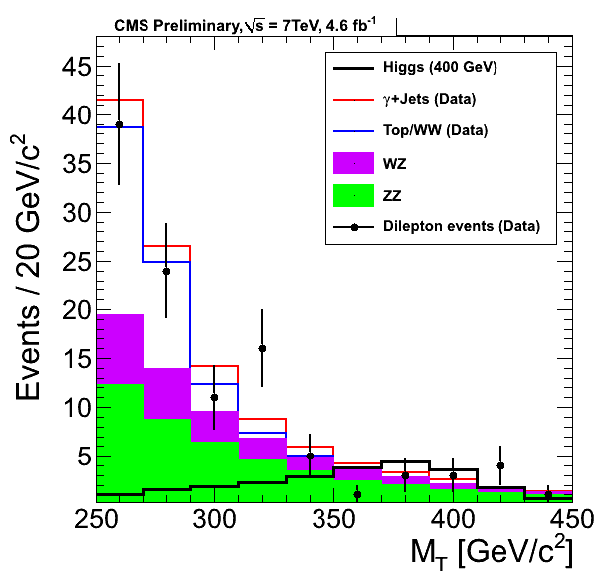 CMS Preliminary, √s = 7TeV, 4.6 fb⁻¹
Events / 20 GeV/c²
45
40
35
30
25
20
15
10
5
Higgs (400 GeV)
γ+Jets (Data)
Top/WW (Data)
WZ
ZZ
Dilepton events (Data)
250 300 350 400 450
M_T [GeV/c²]